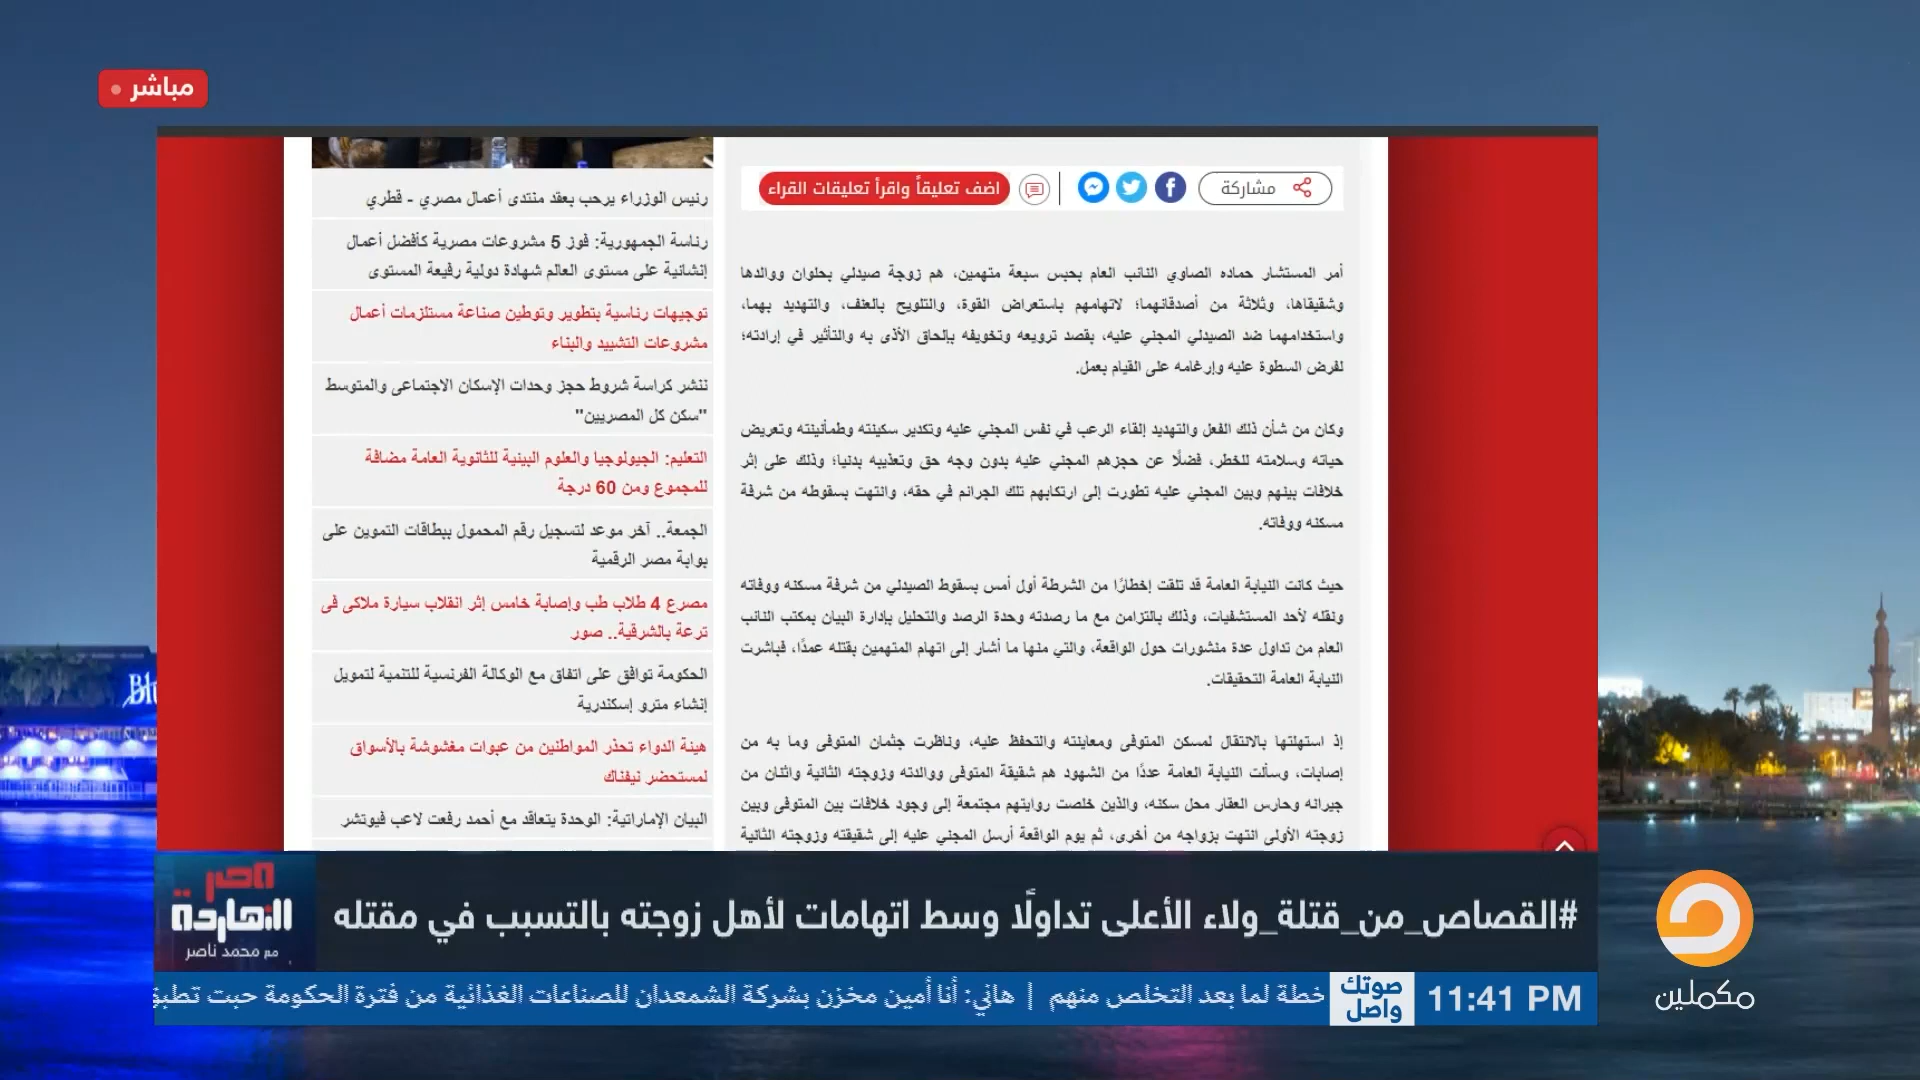 مباشر
مشاركة
اضف تعليقاً واقرأ تعليقات القراء
أمر المستشار حماده الصاوي النائب العام بحبس سبعة متهمين، هم زوجة صيدلي بحلوان ووالدها
وشقيقاها، وثلاثة من أصدقائهما؛ لاتهامهم باستعراض القوة، والتلويح بالعنف، والتهديد بهما،
واستخدامهما ضد الصيدلي المجني عليه، بقصد ترويعه وتخويفه بإلحاق الأذى به والتأثير في إرادته؛
لفرض السطوة عليه وإرغامه على القيام بعمل.
وكان من شأن ذلك الفعل والتهديد إلقاء الرعب في نفس المجني عليه وتكدير سكينته وطمأنينته وتعريض
حياته وسلامته للخطر، فضلًا عن حجزهم المجني عليه بدون وجه حق وتعذيبه بدنيا؛ وذلك على إثر
خلافات بينهم وبين المجني عليه تطورت إلى ارتكابهم تلك الجرائم في حقه، وانتهت بسقوطه من شرفة
مسكنه ووفاته.
حيث كانت النيابة العامة قد تلقت إخطارًا من الشرطة أول أمس بسقوط الصيدلي من شرفة مسكنه ووفاته
ونقله لأحد المستشفيات، وذلك بالتزامن مع ما رصدته وحدة الرصد والتحليل بإدارة البيان بمكتب النائب
العام من تداول عدة منشورات حول الواقعة، والتي منها ما أشار إلى اتهام المتهمين بقتله عمدًا، فباشرت
النيابة العامة التحقيقات.
إذ استهلتها بالانتقال لمسكن المتوفى ومعاينته والتحفظ عليه، وناظرت جثمان المتوفى وما به من
إصابات، وسألت النيابة العامة عددًا من الشهود هم شقيقة المتوفى ووالدته وزوجته الثانية واثنان من
جيرانه وحارس العقار محل سكنه، والذين خلصت روايتهم مجتمعة إلى وجود خلافات بين المتوفى وبين
زوجته الأولى انتهت بزواجه من أخرى، ثم يوم الواقعة أرسل المجني عليه إلى شقيقته وزوجته الثانية
رئيس الوزراء يرحب بعقد منتدى أعمال مصري - قطري
رئاسة الجمهورية: فوز 5 مشروعات مصرية كأفضل أعمال
إنشائية على مستوى العالم شهادة دولية رفيعة المستوى
توجيهات رئاسية بتطوير وتوطين صناعة مستلزمات أعمال
مشروعات التشييد والبناء
ننشر كراسة شروط حجز وحدات الإسكان الاجتماعى والمتوسط
"سكن كل المصريين"
التعليم: الجيولوجيا والعلوم البيئية للثانوية العامة مضافة
للمجموع ومن 60 درجة
الجمعة.. آخر موعد لتسجيل رقم المحمول ببطاقات التموين على
بوابة مصر الرقمية
مصرع 4 طلاب طب وإصابة خامس إثر انقلاب سيارة ملاكى فى
ترعة بالشرقية.. صور
الحكومة توافق على اتفاق مع الوكالة الفرنسية للتنمية لتمويل
إنشاء مترو إسكندرية
هيئة الدواء تحذر المواطنين من عبوات مغشوشة بالأسواق
لمستحضر نيفناك
البيان الإماراتية: الوحدة يتعاقد مع أحمد رفعت لاعب فيوتشر
#القصاص_من_قتلة_ولاء الأعلى تداولًا وسط اتهامات لأهل زوجته بالتسبب في مقتله
مصر
النهاردة
مع محمد ناصر
11:41 PM
صوتك
واصل
خطة لما بعد التخلص منهم | هاني: أنا أمين مخزن بشركة الشمعدان للصناعات الغذائية من فترة الحكومة حبت تطبق
مكملين